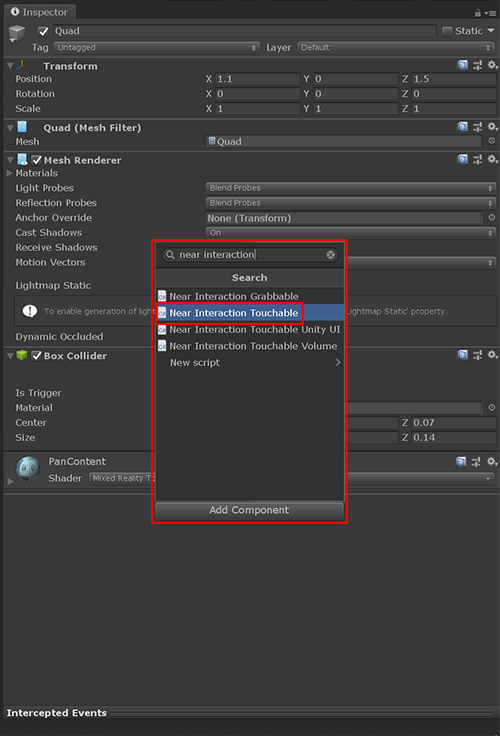 Inspector
Quad
Static
Tag Untagged Layer Default
Transform
Position X 1.1 Y 0 Z 1.5
Rotation X 0 Y 0 Z 0
Scale X 1 Y 1 Z 1
Quad (Mesh Filter)
Mesh Quad
Mesh Renderer
Materials
Light Probes Blend Probes
Reflection Probes Blend Probes
Anchor Override None (Transform)
Cast Shadows On
Receive Shadows
Motion Vectors
near interaction
Search
Near Interaction Grabbable
Near Interaction Touchable
Near Interaction Touchable Unity UI
Near Interaction Touchable Volume
New script
Add Component
Lightmap Static
To enable generation of light
Lightmap Static' property.
Dynamic Occluded
Box Collider
Is Trigger
Material
Center Z 0.07
Size Z 0.14
PanContent
Shader Mixed Reality
Intercepted Events